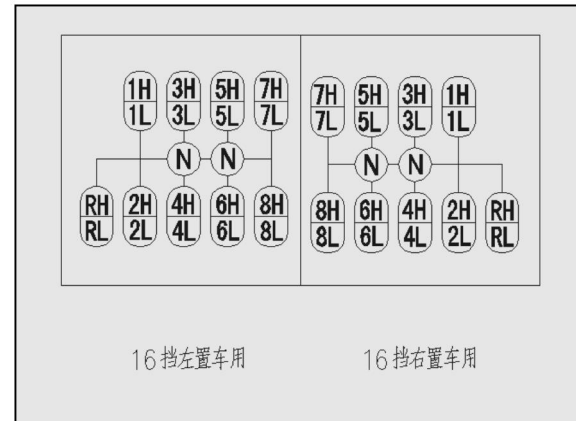 1H 3H 5H 7H
1L 3L 5L 7L
N N
RH 2H 4H 6H 8H
RL 2L 4L 6L 8L
7H 5H 3H 1H
7L 5L 3L 1L
N N
8H 6H 4H 2H RH
8L 6L 4L 2L RL
16挡左置车用
16挡右置车用